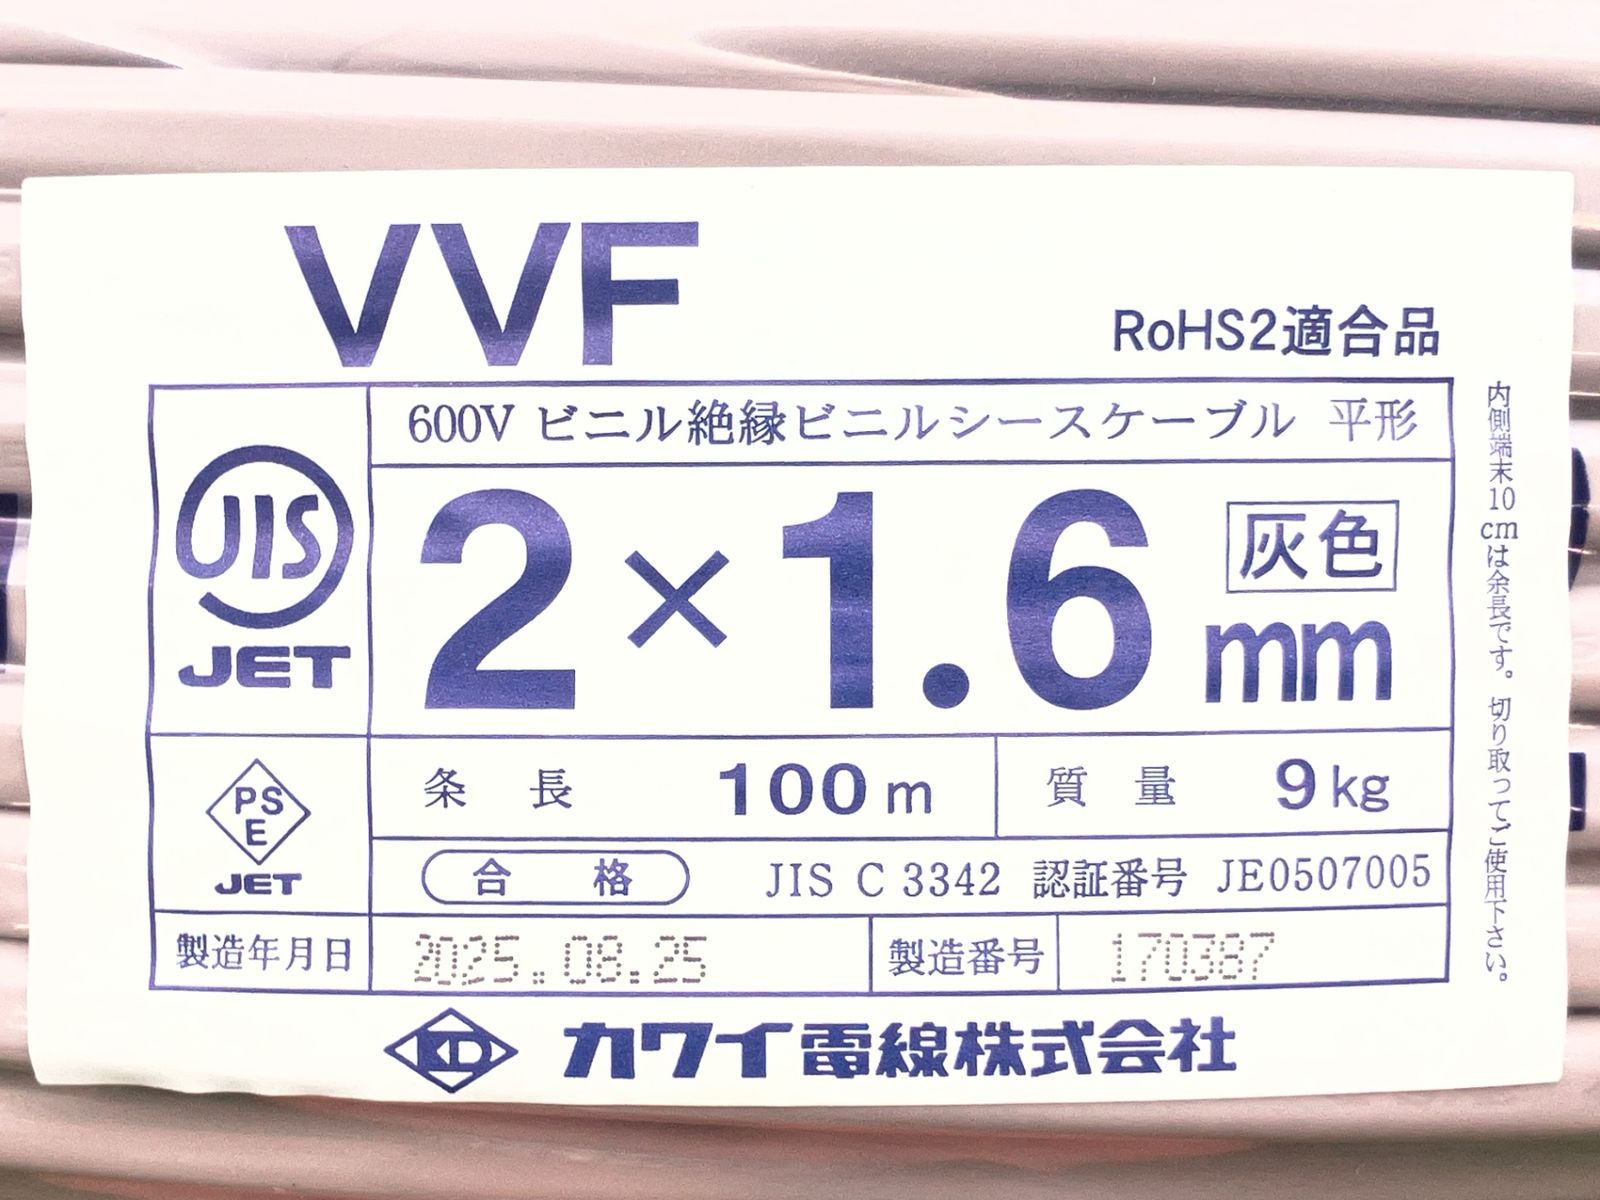 VVF
RoHS2適合品
600V ビニル絶縁ビニルシースケーブル 平形
JIS
JET
2×1.6mm
灰色
PS
E
JET
条長 100m
質量 9kg
合格 JIS C 3342 認証番号 JE0507005
製造年月日 2025.08.25
製造番号 170387
KD カワイ電線株式会社
内側端末10cmは余長です。切り取ってご使用下さい。